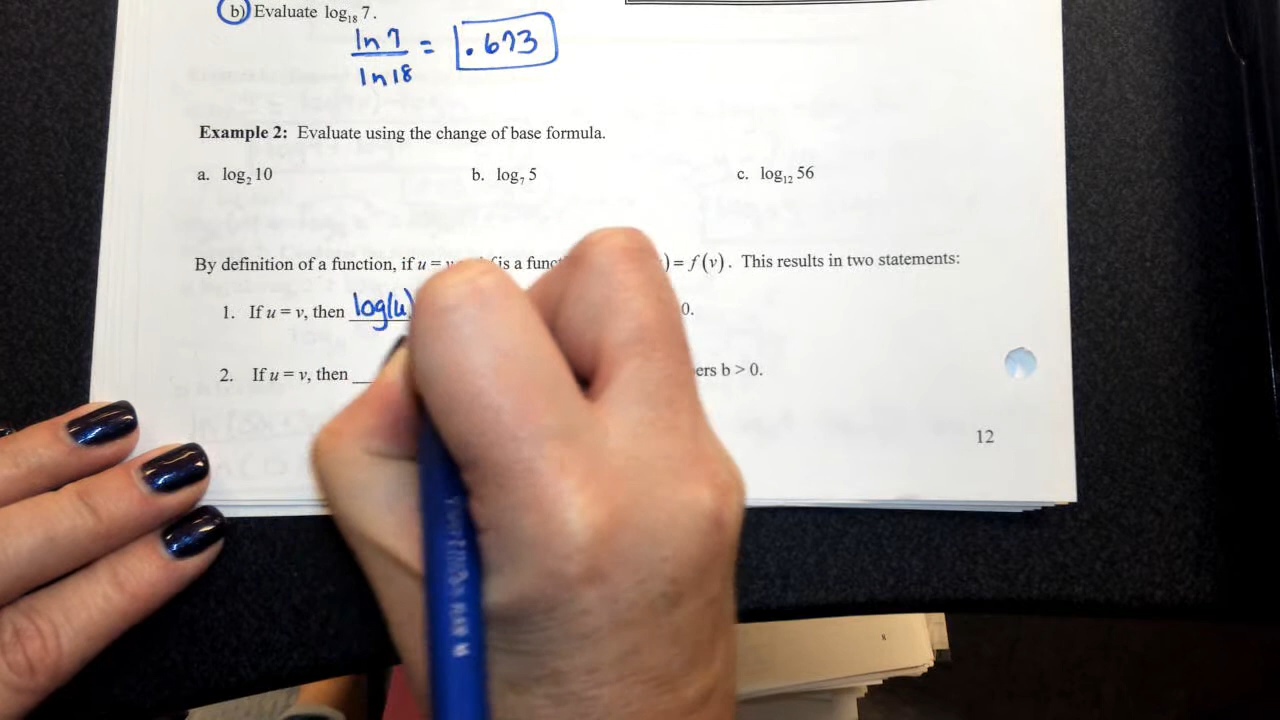 b) Evaluate log₁₈ 7.
ln 7 / ln 18 = .673
Example 2: Evaluate using the change of base formula.
a. log₂ 10 b. log₇ 5 c. log₁₂ 56
By definition of a function, if u = is a ) = f(v). This results in two statements:
1. If u = v, then log(u) 0.
2. If u = v, then b > 0.
12